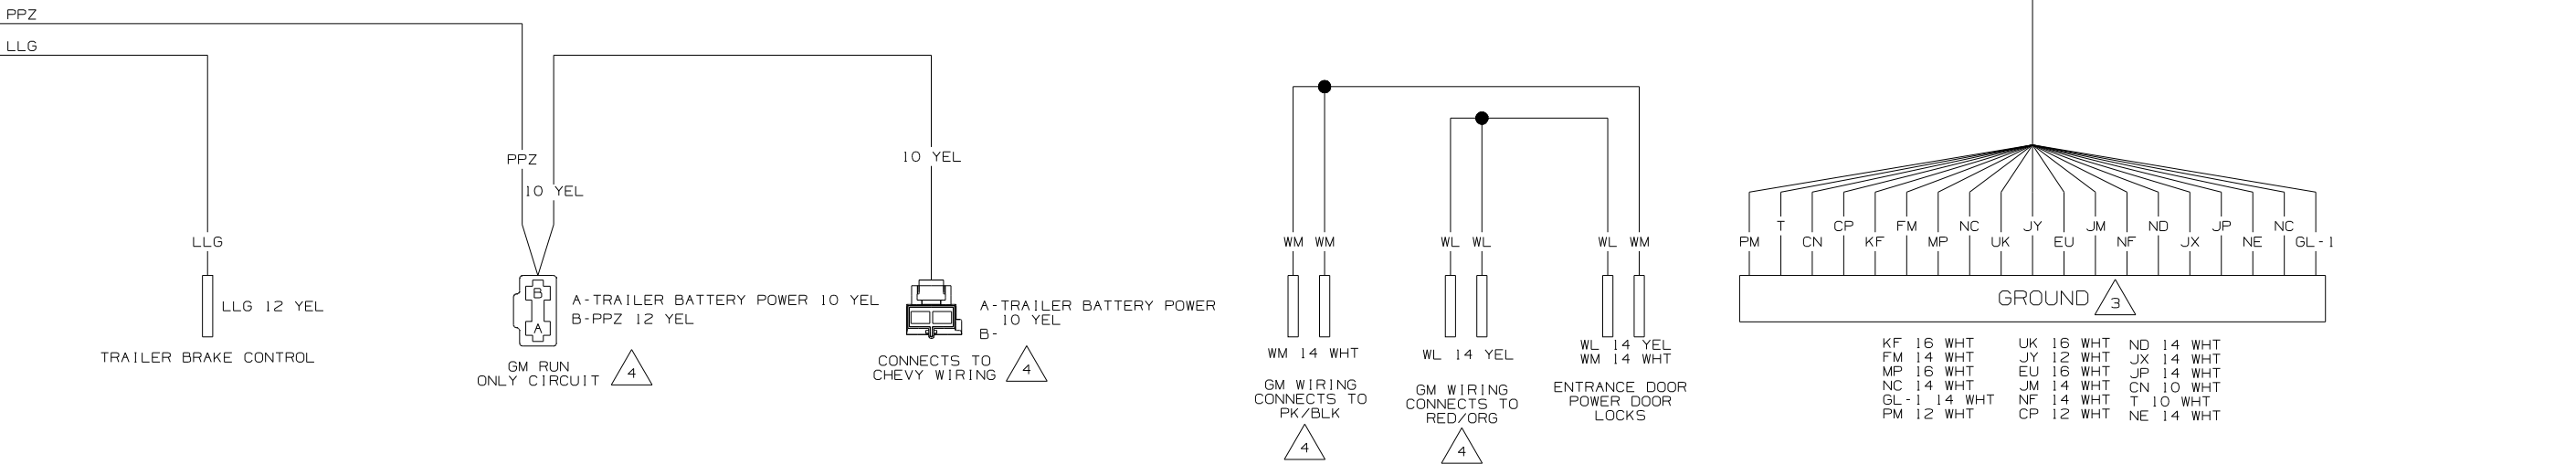 PPZ
LLG
PPZ
10 YEL
10 YEL
LLG
LLG 12 YEL
TRAILER BRAKE CONTROL
B
A
A-TRAILER BATTERY POWER 10 YEL
B-PPZ 12 YEL
GM RUN
ONLY CIRCUIT
4
A-TRAILER BATTERY POWER
10 YEL
B-
CONNECTS TO
CHEVY WIRING
4
WM WM
WM 14 WHT
GM WIRING
CONNECTS TO
PK/BLK
4
WL WL
WL 14 YEL
GM WIRING
CONNECTS TO
RED/ORG
4
WL WM
WL 14 YEL
WM 14 WHT
ENTRANCE DOOR
POWER DOOR
LOCKS
T CP FM NC JY JM ND JP NC
PM CN KF MP UK EU NF JX NE GL-1
GROUND 3
KF 16 WHT
FM 14 WHT
MP 16 WHT
NC 14 WHT
GL-1 14 WHT
PM 12 WHT
UK 16 WHT
JY 12 WHT
EU 16 WHT
JM 14 WHT
NF 14 WHT
CP 12 WHT
ND 14 WHT
JX 14 WHT
JP 14 WHT
CN 10 WHT
T 10 WHT
NE 14 WHT